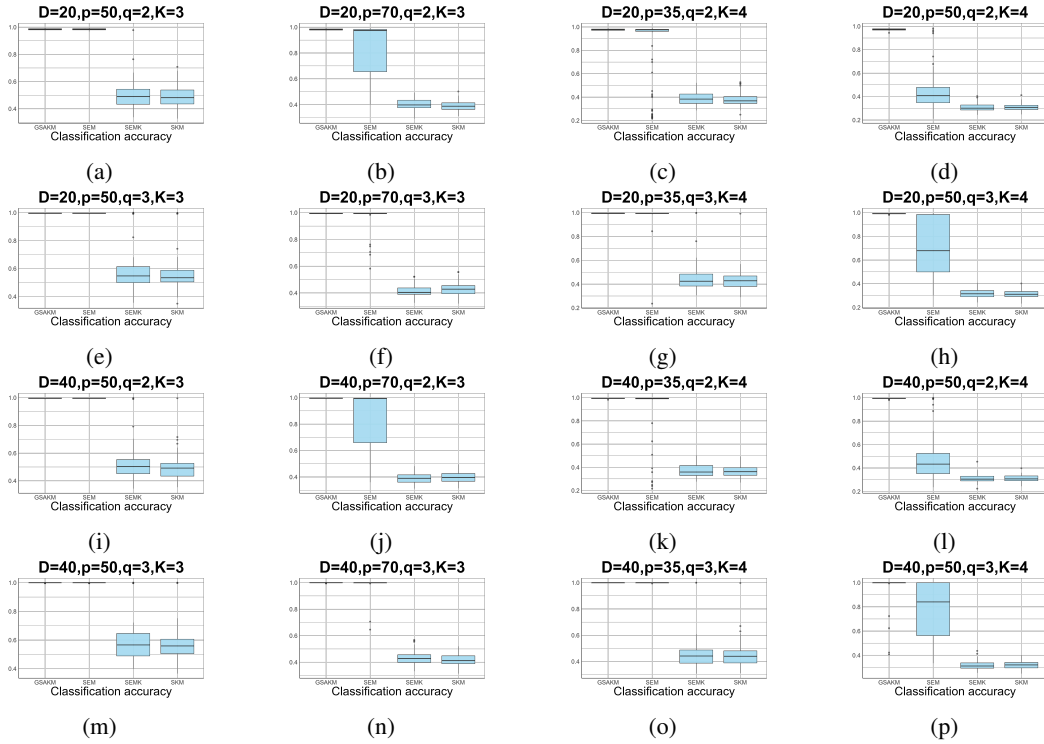 D=20,p=50,q=2,K=3
1.0
0.8
0.6
0.4
GSAKM SEM SEMK SKM
Classification accuracy
(a)
D=20,p=70,q=2,K=3
1.0
0.8
0.6
0.4
GSAKM SEM SEMK SKM
Classification accuracy
(b)
D=20,p=35,q=2,K=4
1.0
0.8
0.6
0.4
0.2
GSAKM SEM SEMK SKM
Classification accuracy
(c)
D=20,p=50,q=2,K=4
1.0
0.8
0.6
0.4
0.2
GSAKM SEM SEMK SKM
Classification accuracy
(d)
D=20,p=50,q=3,K=3
1.0
0.8
0.6
0.4
GSAKM SEM SEMK SKM
Classification accuracy
(e)
D=20,p=70,q=3,K=3
1.0
0.8
0.6
0.4
GSAKM SEM SEMK SKM
Classification accuracy
(f)
D=20,p=35,q=3,K=4
1.0
0.8
0.6
0.4
GSAKM SEM SEMK SKM
Classification accuracy
(g)
D=20,p=50,q=3,K=4
1.0
0.8
0.6
0.4
GSAKM SEM SEMK SKM
Classification accuracy
(h)
D=40,p=50,q=2,K=3
1.0
0.8
0.6
0.4
GSAKM SEM SEMK SKM
Classification accuracy
(i)
D=40,p=70,q=2,K=3
1.0
0.8
0.6
0.4
GSAKM SEM SEMK SKM
Classification accuracy
(j)
D=40,p=35,q=2,K=4
1.0
0.8
0.6
0.4
0.2
GSAKM SEM SEMK SKM
Classification accuracy
(k)
D=40,p=50,q=2,K=4
1.0
0.8
0.6
0.4
0.2
GSAKM SEM SEMK SKM
Classification accuracy
(l)
D=40,p=50,q=3,K=3
1.0
0.8
0.6
0.4
GSAKM SEM SEMK SKM
Classification accuracy
(m)
D=40,p=70,q=3,K=3
1.0
0.8
0.6
0.4
GSAKM SEM SEMK SKM
Classification accuracy
(n)
D=40,p=35,q=3,K=4
1.0
0.8
0.6
0.4
GSAKM SEM SEMK SKM
Classification accuracy
(o)
D=40,p=50,q=3,K=4
1.0
0.8
0.6
0.4
GSAKM SEM SEMK SKM
Classification accuracy
(p)